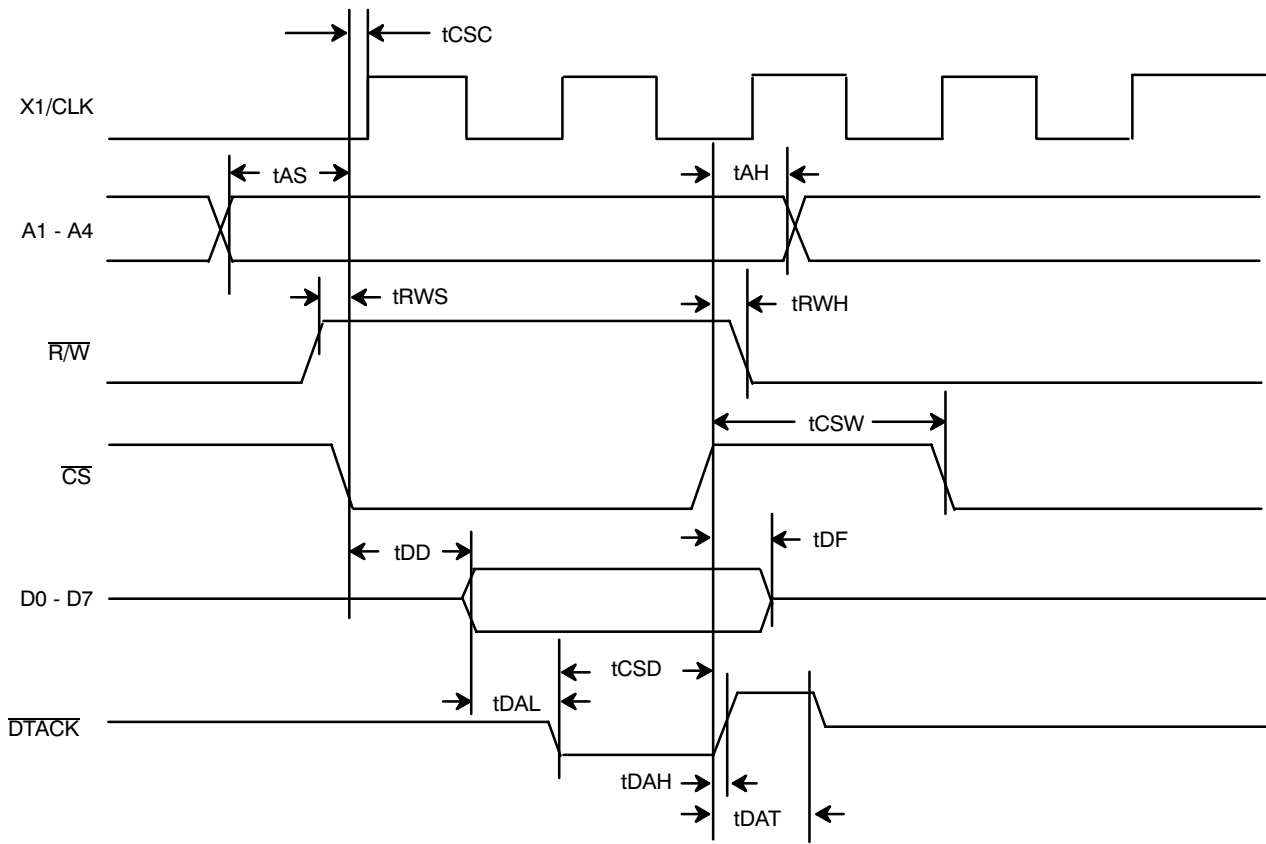 tCSC
X1/CLK
tAS
tAH
A1 - A4
tRWS
tRWH
R/W
tCSW
CS
tDD
tDF
D0 - D7
tCSD
tDAL
DTACK
tDAH
tDAT